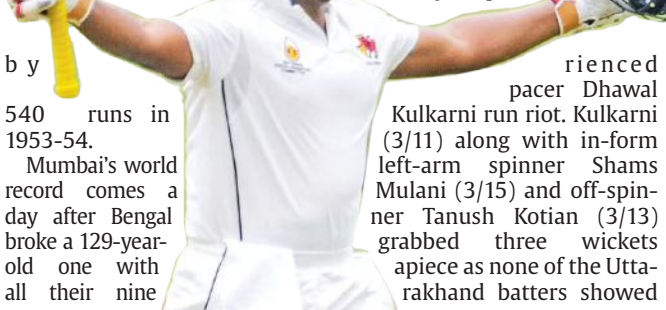 by
540 runs in
1953-54.
Mumbai's world
record comes a
day after Bengal
broke a 129-year-
old one with
all their nine
rienced
pacer Dhawal
Kulkarni run riot. Kulkarni
(3/11) along with in-form
left-arm spinner Shams
Mulani (3/15) and off-spin-
ner Tanush Kotian (3/13)
grabbed three wickets
apiece as none of the Utta-
rakhand batters showed